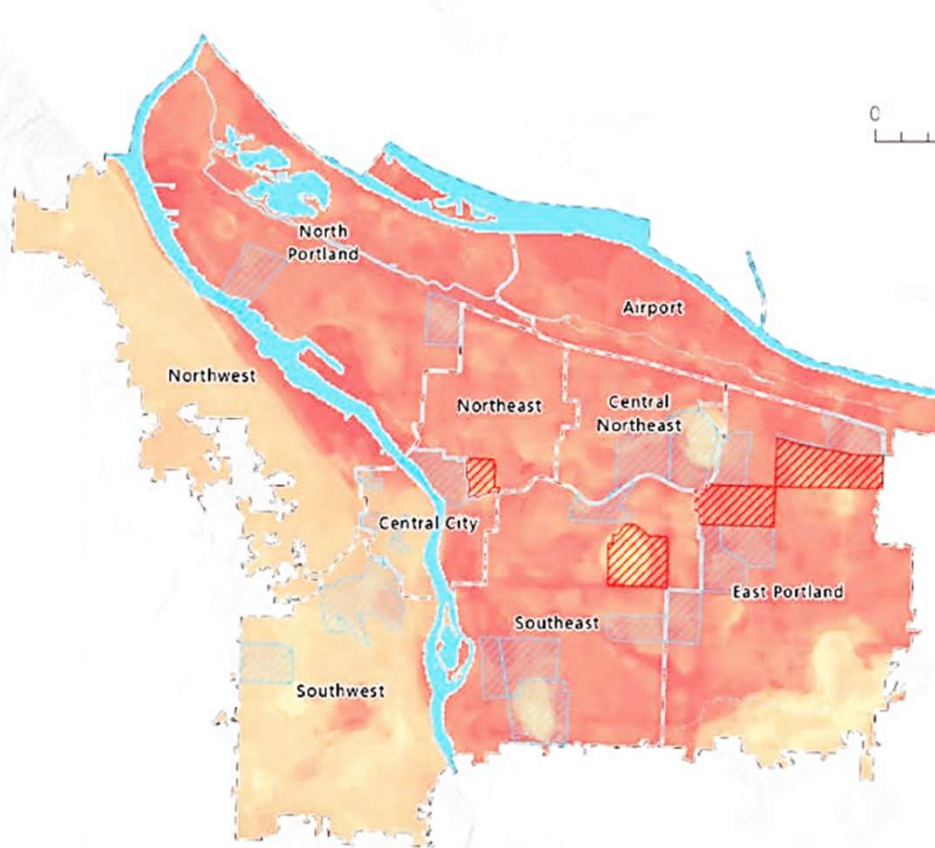 0
North
Portland
Airport
Northwest
Northeast
Central
Northeast
Central City
East Portland
Southeast
Southwest